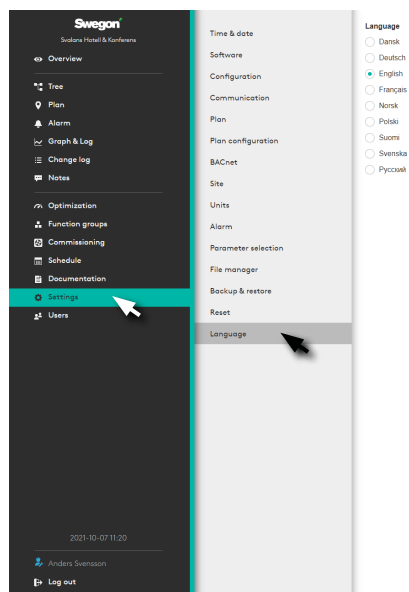 Swegon
Svalans Hotell & Konferens
Overview
Tree
Plan
Alarm
Graph & Log
Change log
Notes
Optimization
Function groups
Commissioning
Schedule
Documentation
Settings
Users
2021-10-07 11:20
Anders Svensson
Log out
Time & date
Software
Configuration
Communication
Plan
Plan configuration
BACnet
Site
Units
Alarm
Parameter selection
File manager
Backup & restore
Reset
Language
Language
Dansk
Deutsch
English
Français
Norsk
Polski
Suomi
Svenska
Русский